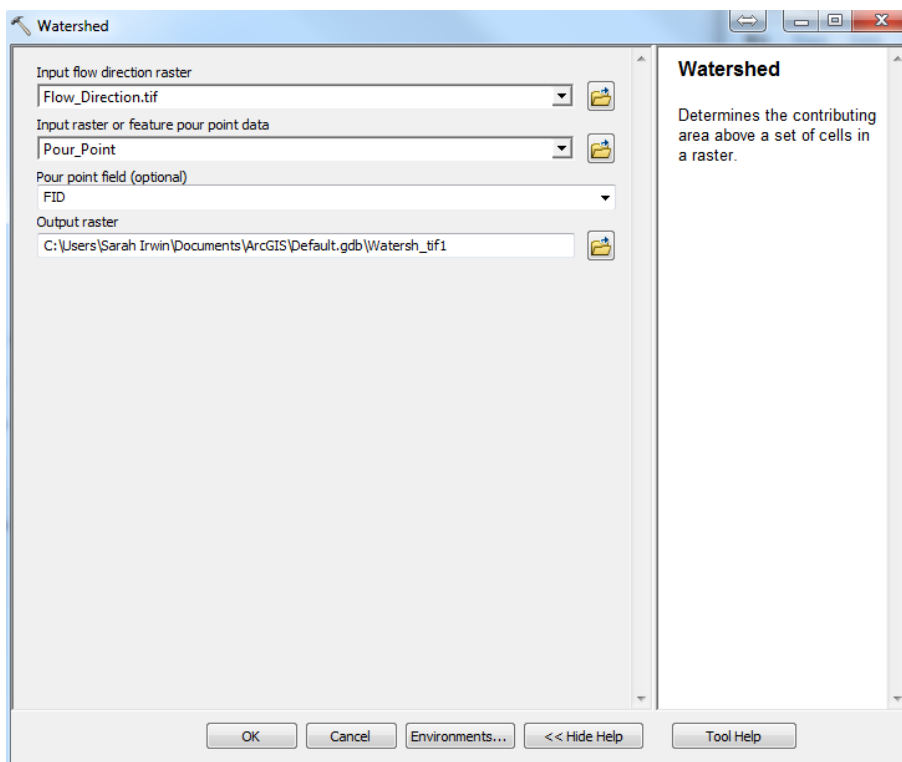 Watershed
Input flow direction raster
Flow_Direction.tif
Input raster or feature pour point data
Pour_Point
Pour point field (optional)
FID
Output raster
C:\Users\Sarah Irwin\Documents\ArcGIS\Default.gdb\Watersh_tif1
Watershed
Determines the contributing
area above a set of cells in
a raster.
OK Cancel Environments... << Hide Help Tool Help